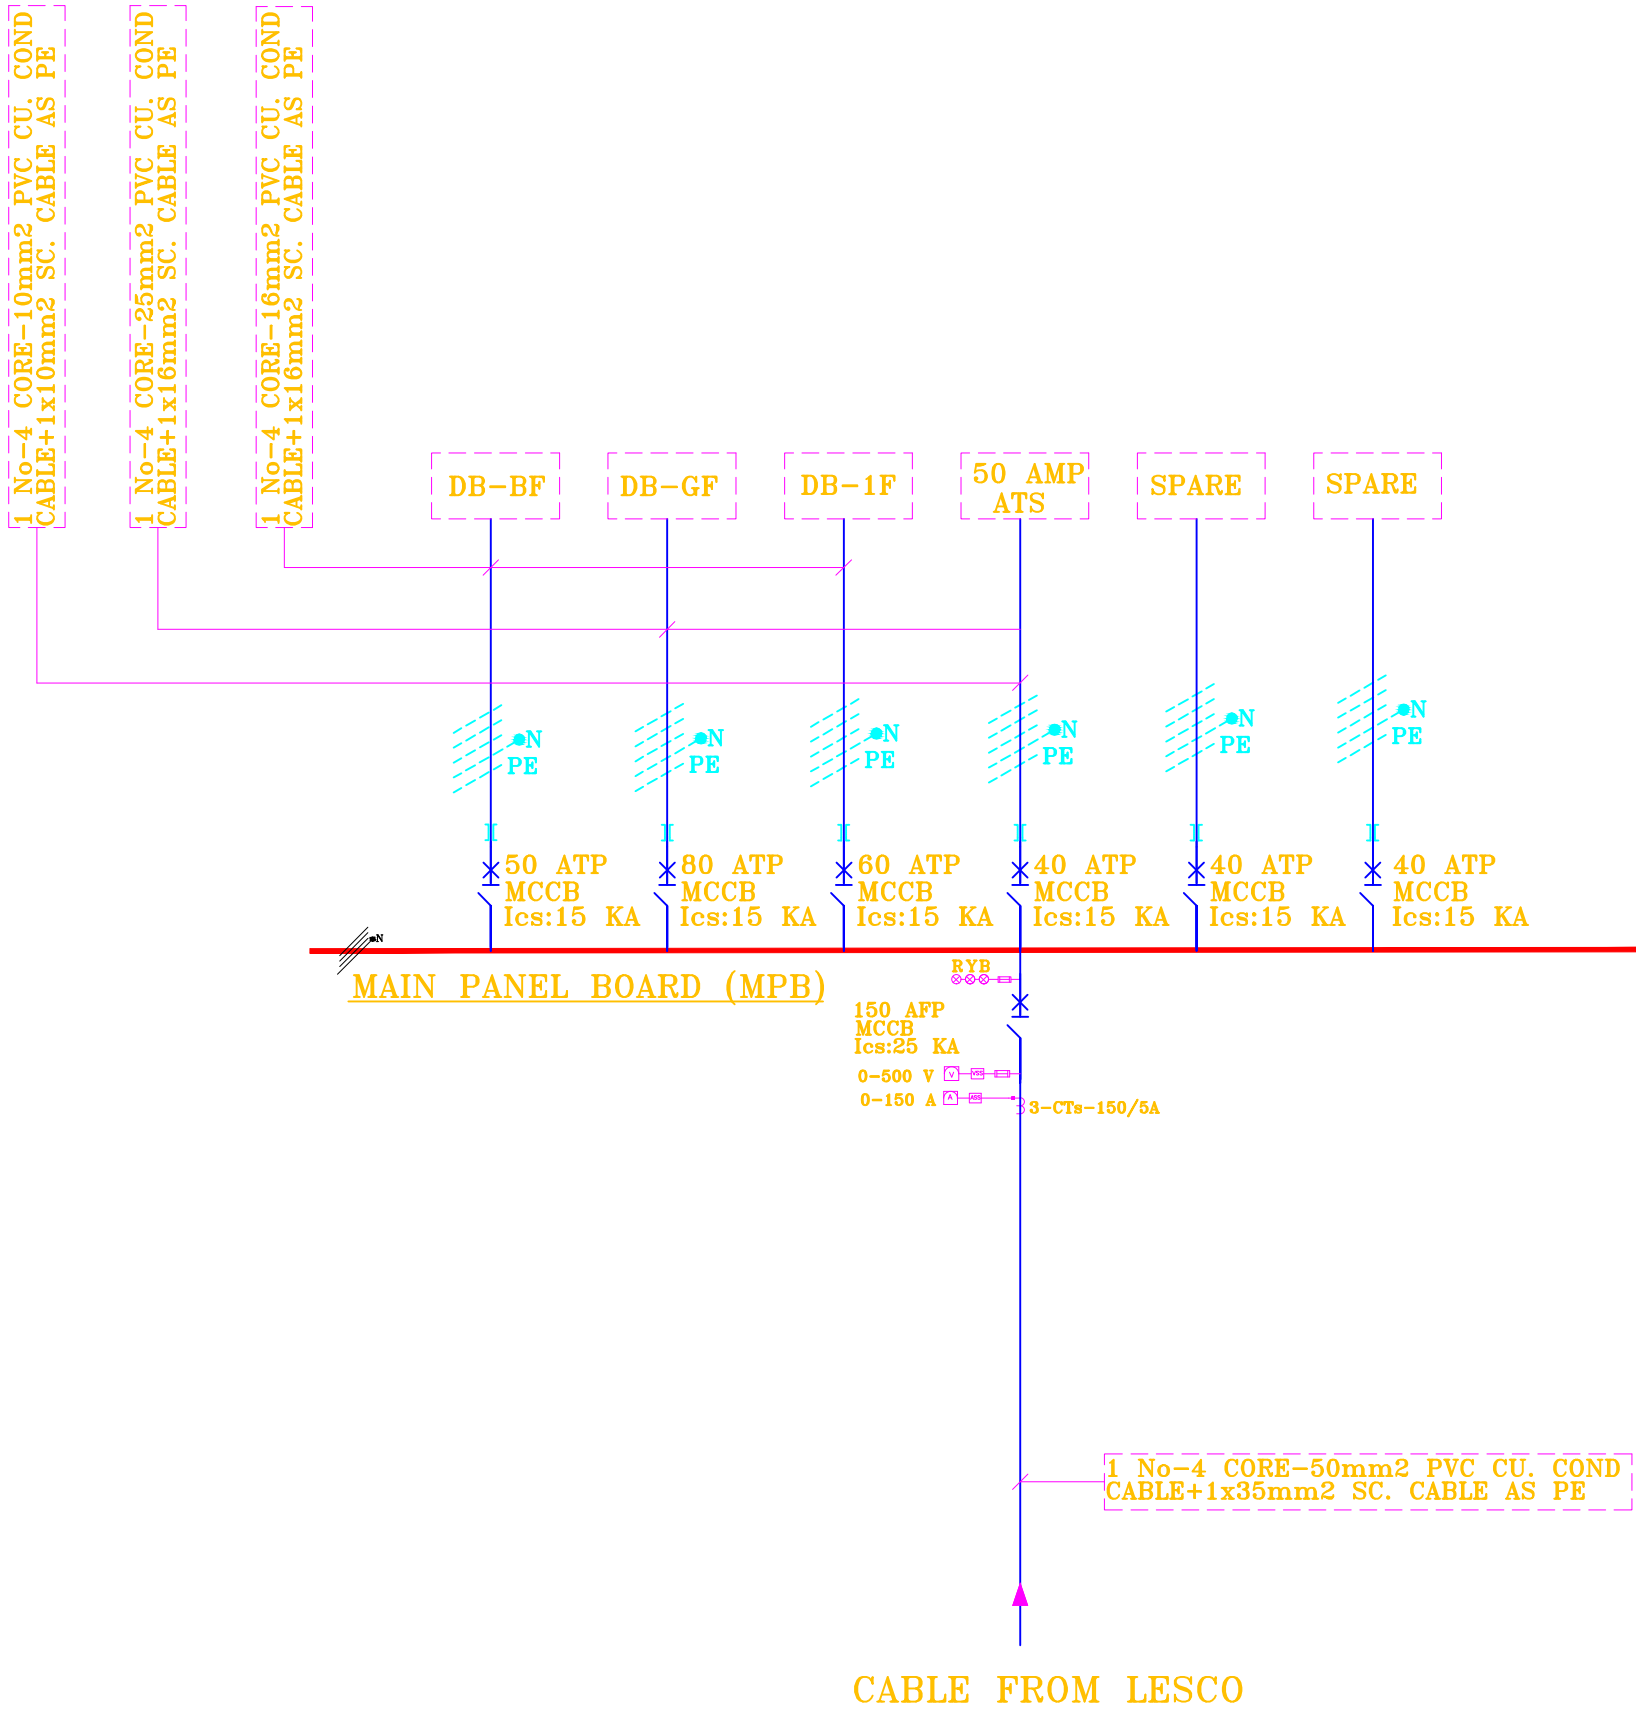 1 No-4 CORE-10mm2 PVC CU. COND
CABLE+1x10mm2 SC. CABLE AS PE
1 No-4 CORE-25mm2 PVC CU. COND
CABLE+1x16mm2 SC. CABLE AS PE
1 No-4 CORE-16mm2 PVC CU. COND
CABLE+1x16mm2 SC. CABLE AS PE
DB-BF
DB-GF
DB-1F
50 AMP
ATS
SPARE
SPARE
N
PE
N
PE
N
PE
N
PE
N
PE
N
PE
50 ATP
MCCB
Ics:15 KA
80 ATP
MCCB
Ics:15 KA
60 ATP
MCCB
Ics:15 KA
40 ATP
MCCB
Ics:15 KA
40 ATP
MCCB
Ics:15 KA
40 ATP
MCCB
Ics:15 KA
N
MAIN PANEL BOARD (MPB)
RYB
150 AFP
MCCB
Ics:25 KA
0-500 V
V
VSS
0-150 A
A
ASS
3-CTs-150/5A
1 No-4 CORE-50mm2 PVC CU. COND
CABLE+1x35mm2 SC. CABLE AS PE
CABLE FROM LESCO